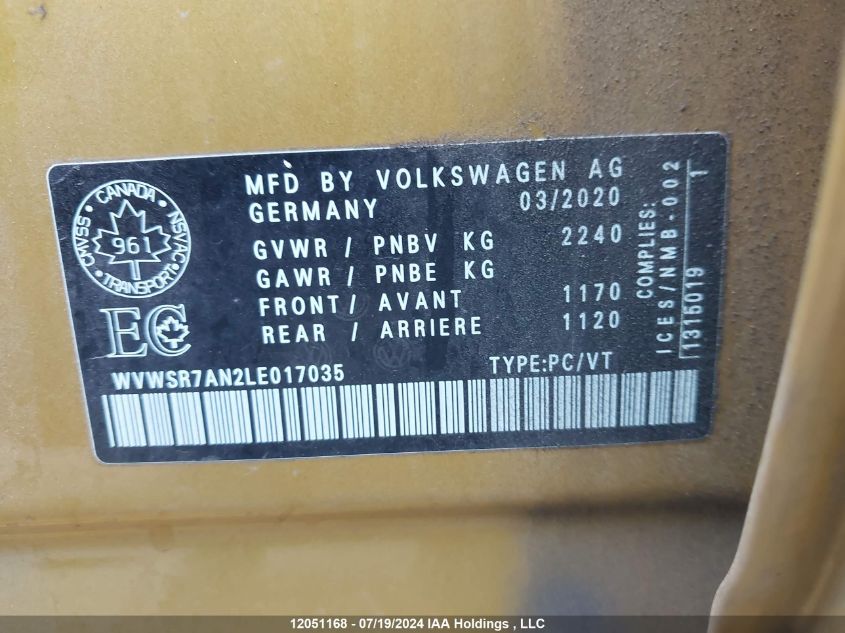 MFD BY VOLKSWAGEN AG
GERMANY 03/2020
GVWR / PNBV KG 2240
GAWR / PNBE KG
FRONT/ AVANT 1170
REAR / ARRIERE 1120
CANADA
CMVSS NSVAC
961
TRANSPORT
EC
COMPLIES:
ICES/NMB-002
1315019 1
WVWSR7AN2LE017035 TYPE:PC/VT
12051168 - 07/19/2024 IAA Holdings , LLC